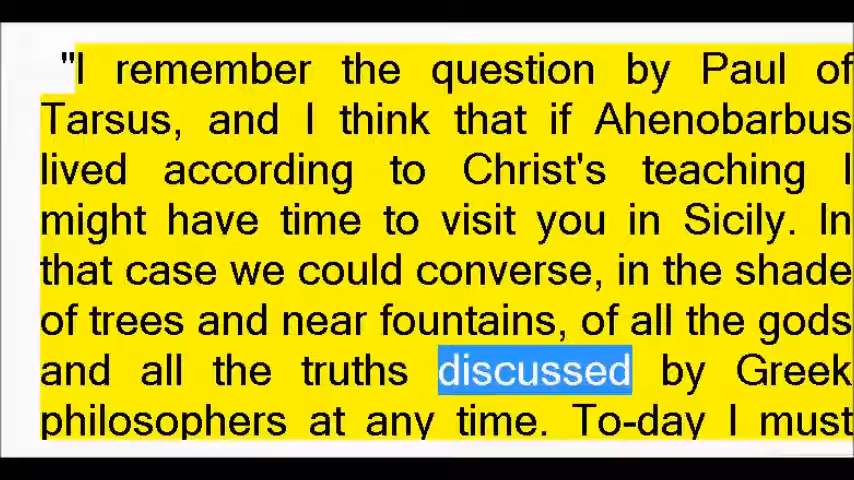 "I remember the question by Paul of
Tarsus, and I think that if Ahenobarbus
lived according to Christ's teaching I
might have time to visit you in Sicily. In
that case we could converse, in the shade
of trees and near fountains, of all the gods
and all the truths discussed by Greek
philosophers at any time. To-day I must